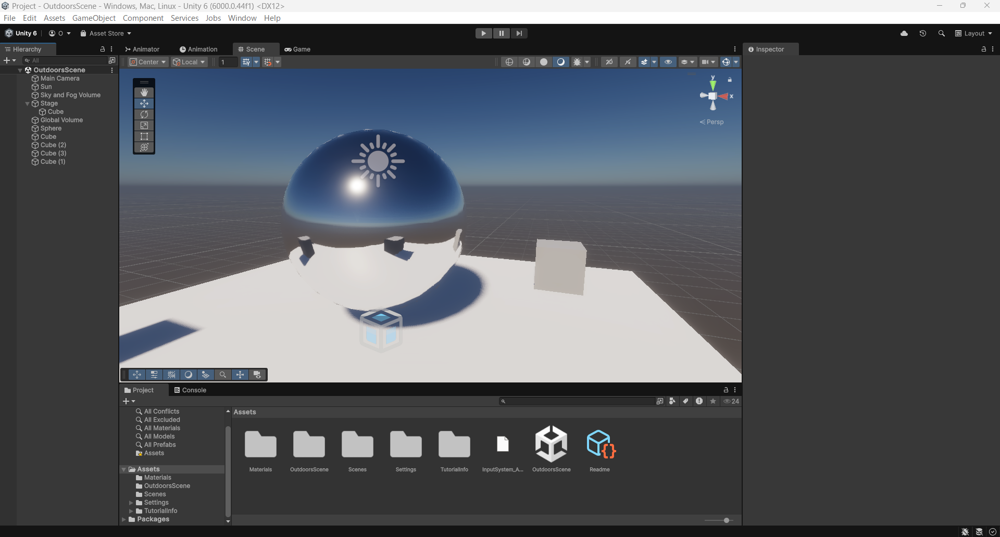 Project - OutdoorsScene - Windows, Mac, Linux - Unity 6 (6000.0.44f1) <DX12>
File Edit Assets GameObject Component Services Jobs Window Help
Unity 6 O Asset Store Layout
Hierarchy Animator Animation Scene Game Inspector
All Center Local 1 2D
OutdoorsScene
Main Camera
Sun
Sky and Fog Volume
Stage
Cube
Global Volume
Sphere
Cube
Cube (2)
Cube (3)
Cube (1)
y
x
Persp
Project Console
24
All Conflicts
All Excluded
All Materials
All Models
All Prefabs
Assets
Assets
Materials
OutdoorsScene
Scenes
Settings
TutorialInfo
Packages
Assets
Materials OutdoorsScene Scenes Settings TutorialInfo InputSystem_A... OutdoorsScene Readme